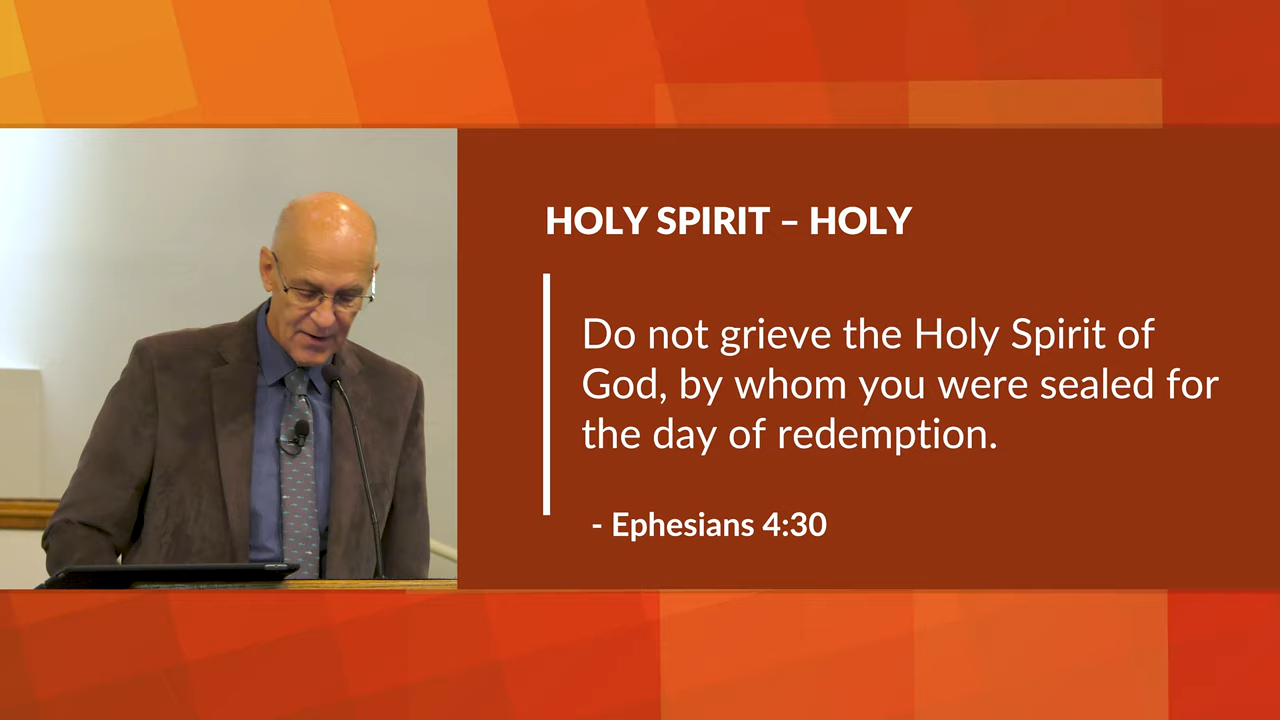 HOLY SPIRIT – HOLY
Do not grieve the Holy Spirit of
God, by whom you were sealed for
the day of redemption.
- Ephesians 4:30